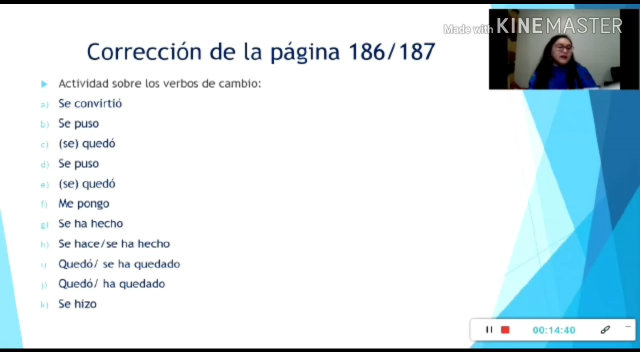 Made with KINEMASTER
Corrección de la página 186/187
Actividad sobre los verbos de cambio:
a) Se convirtió
b) Se puso
c) (se) quedó
d) Se puso
e) (se) quedó
f) Me pongo
g) Se ha hecho
h) Se hace/se ha hecho
i) Quedó/ se ha quedado
j) Quedó/ ha quedado
k) Se hizo
00:14:40